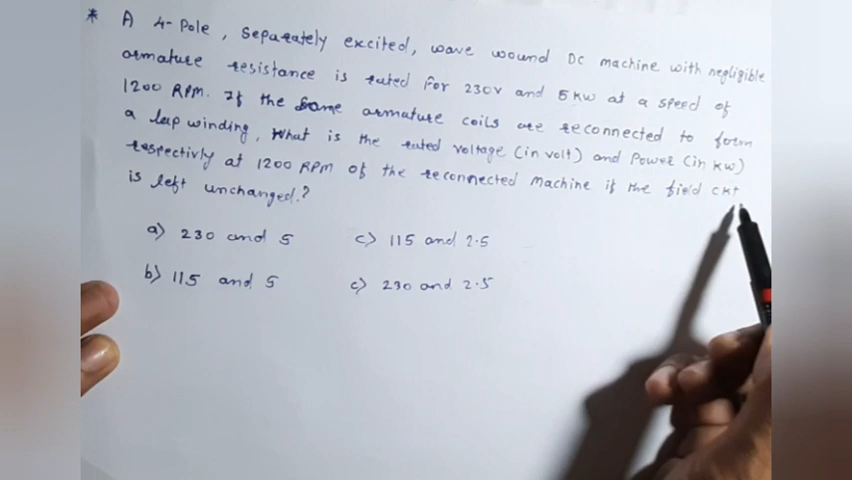 * A 4-Pole, separately excited, wave wound DC machine with negligible
armature resistance is rated for 230V and 5kW at a speed of
1200 RPM. If the same armature coils are reconnected to form
a lap winding, What is the rated voltage (in volt) and Power (in kw)
respectivly at 1200 RPM of the reconnected machine if the field ckt
is left unchanged.?
a) 230 and 5 c) 115 and 2.5
b) 115 and 5 c) 230 and 2.5